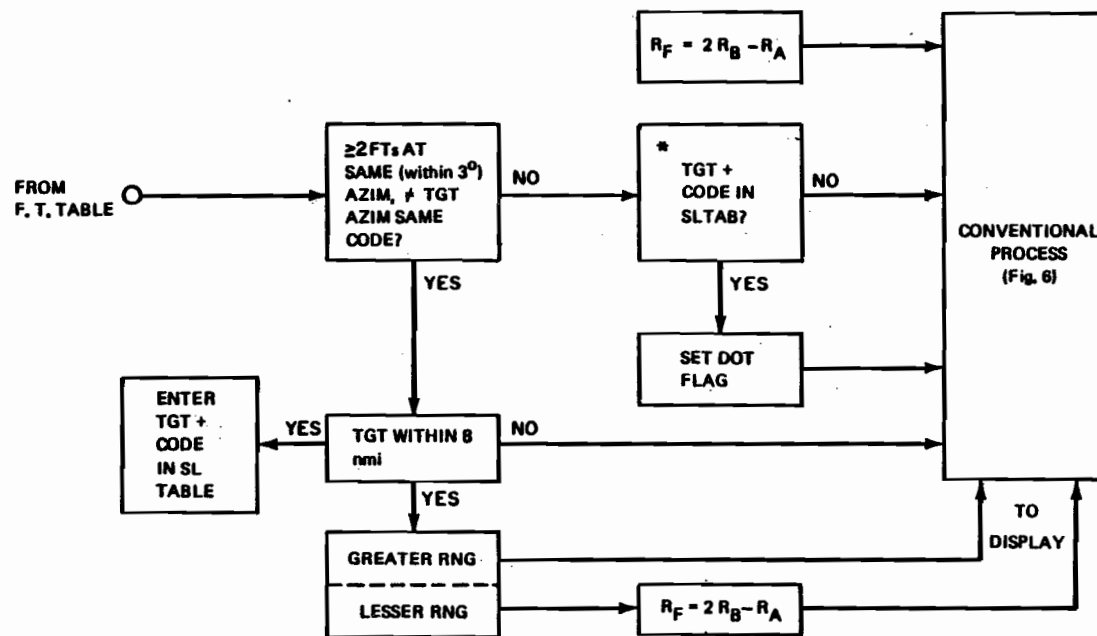 R_F = 2 R_B – R_A
FROM
F. T. TABLE
≥2 FTs AT
SAME (within 3°)
AZIM, ≠ TGT
AZIM SAME
CODE?
NO
*
TGT +
CODE IN
SLTAB?
NO
CONVENTIONAL
PROCESS
(Fig. 6)
YES
YES
SET DOT
FLAG
ENTER
TGT +
CODE
IN SL
TABLE
YES
TGT WITHIN 8
nmi
NO
YES
TO
DISPLAY
GREATER RNG
LESSER RNG
R_F = 2 R_B – R_A